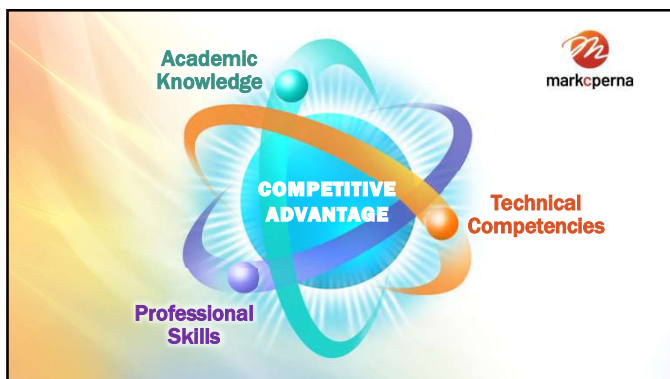 Academic
Knowledge
markcperna
COMPETITIVE
ADVANTAGE
Technical
Competencies
Professional
Skills